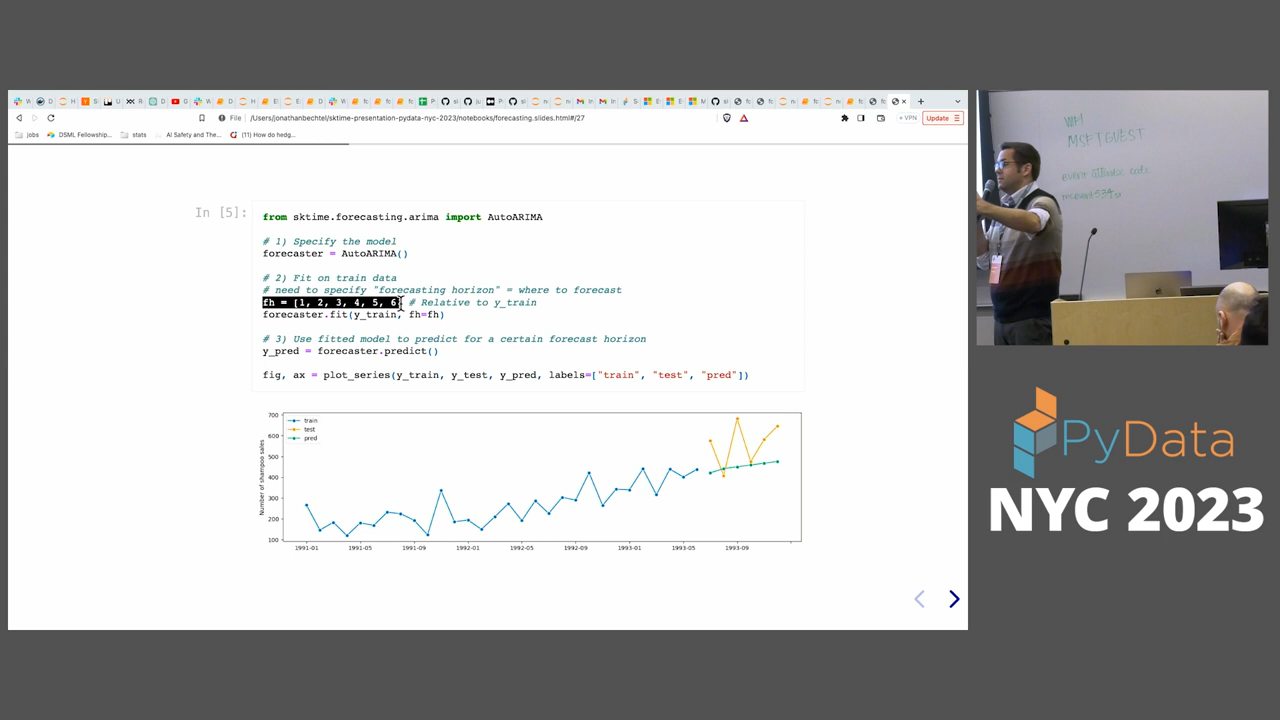 /Users/jonathanbechtel/sktime-presentation-pydata-nyc-2023/notebooks/forecasting.slides.html#/27
File
VPN
Update
jobs
DSML Fellowship...
stats
AI Safety and The...
(11) How do hedg...
In [5]:
from sktime.forecasting.arima import AutoARIMA
# 1) Specify the model
forecaster = AutoARIMA()
# 2) Fit on train data
# need to specify "forecasting horizon" = where to forecast
fh = [1, 2, 3, 4, 5, 6] # Relative to y_train
forecaster.fit(y_train, fh=fh)
# 3) Use fitted model to predict for a certain forecast horizon
y_pred = forecaster.predict()
fig, ax = plot_series(y_train, y_test, y_pred, labels=["train", "test", "pred"])
train
test
pred
Number of shampoo sales
700
600
500
400
300
200
100
1991-01
1991-05
1991-09
1992-01
1992-05
1992-09
1993-01
1993-05
1993-09
MSFTGUEST
PyData
NYC 2023